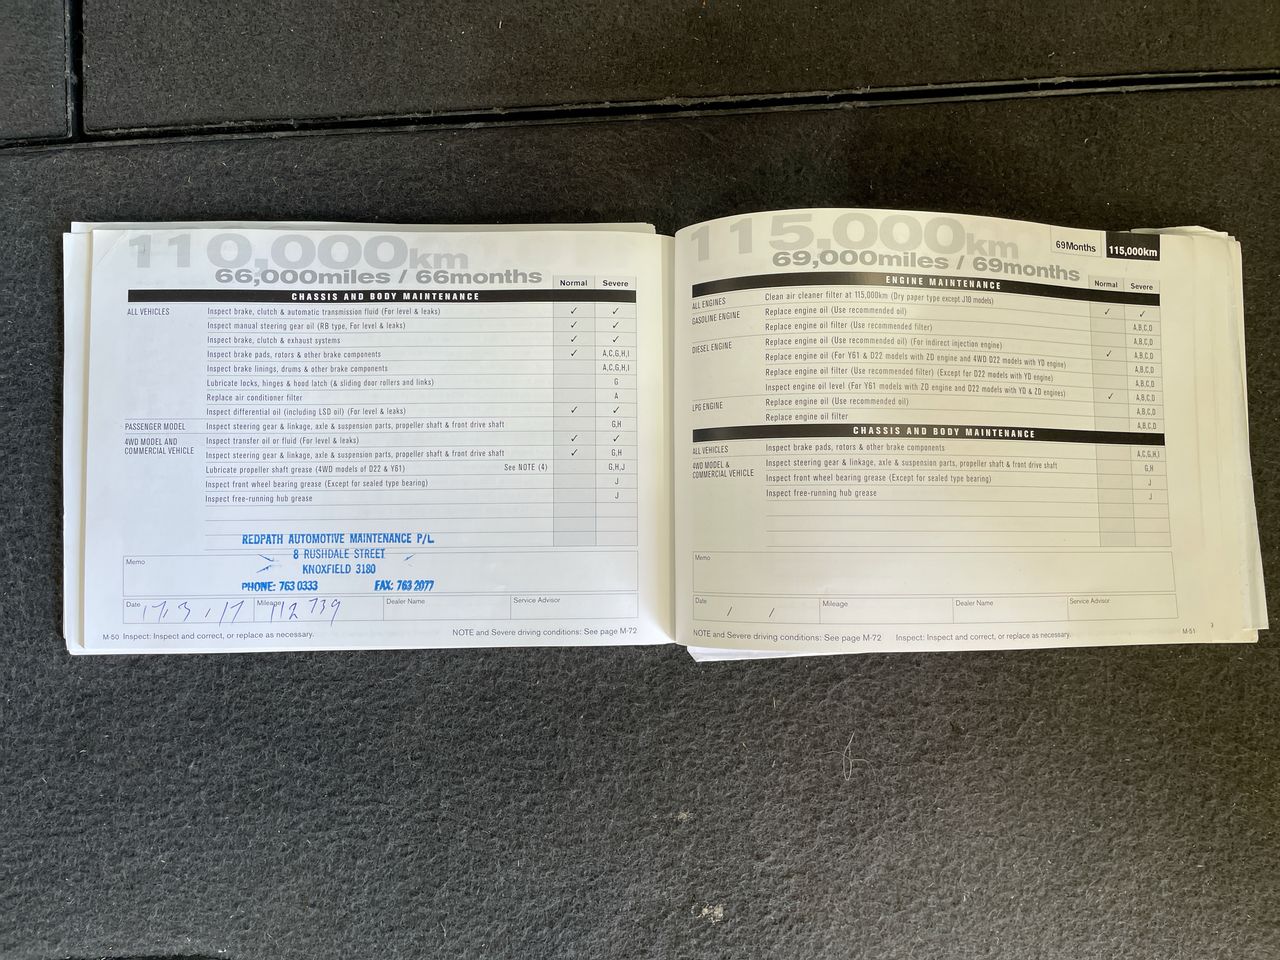 110,000km
66,000miles / 66months
Normal Severe
CHASSIS AND BODY MAINTENANCE
ALL VEHICLES Inspect brake, clutch & automatic transmission fluid (For level & leaks) ✓ ✓
Inspect manual steering gear oil (RB type, For level & leaks) ✓ ✓
Inspect brake, clutch & exhaust systems ✓ ✓
Inspect brake pads, rotors & other brake components ✓ A,C,G,H,I
Inspect brake linings, drums & other brake components A,C,G,H,I
Lubricate locks, hinges & hood latch (& sliding door rollers and links) G
Replace air conditioner filter A
Inspect differential oil (including LSD oil) (For level & leaks) ✓ ✓
PASSENGER MODEL Inspect steering gear & linkage, axle & suspension parts, propeller shaft & front drive shaft G,H
4WD MODEL AND Inspect transfer oil or fluid (For level & leaks) ✓ ✓
COMMERCIAL VEHICLE Inspect steering gear & linkage, axle & suspension parts, propeller shaft & front drive shaft ✓ G,H
Lubricate propeller shaft grease (4WD models of D22 & Y61) See NOTE (4) G,H,J
Inspect front wheel bearing grease (Except for sealed type bearing) J
Inspect free-running hub grease J
REDPATH AUTOMOTIVE MAINTENANCE P/L
8 RUSHDALE STREET
KNOXFIELD 3180
PHONE: 763 0333 FAX: 763 2077
Memo
Date 17/3/17 Mileage 112 739 Dealer Name Service Advisor
M-50 Inspect: Inspect and correct, or replace as necessary. NOTE and Severe driving conditions: See page M-72
115,000km
69Months 115,000km
69,000miles / 69months
ENGINE MAINTENANCE
Normal Severe
ALL ENGINES Clean air cleaner filter at 115,000km (Dry paper type except J10 models) ✓ ✓
GASOLINE ENGINE Replace engine oil (Use recommended oil) A,B,C,D
Replace engine oil filter (Use recommended filter) A,B,C,D
DIESEL ENGINE Replace engine oil (Use recommended oil) (For indirect injection engine) ✓ A,B,C,D
Replace engine oil (For Y61 & D22 models with ZD engine and 4WD D22 models with YD engine) A,B,C,D
Replace engine oil filter (Use recommended filter) (Except for D22 models with YD engine) A,B,C,D
Inspect engine oil level (For Y61 models with ZD engine and D22 models with YD & ZD engines) ✓ A,B,C,D
LPG ENGINE Replace engine oil (Use recommended oil) A,B,C,D
Replace engine oil filter A,B,C,D
CHASSIS AND BODY MAINTENANCE
ALL VEHICLES Inspect brake pads, rotors & other brake components A,C,G,H,I
4WD MODEL & Inspect steering gear & linkage, axle & suspension parts, propeller shaft & front drive shaft G,H
COMMERCIAL VEHICLE Inspect front wheel bearing grease (Except for sealed type bearing) J
Inspect free-running hub grease J
Memo
Date / / Mileage Dealer Name Service Advisor
NOTE and Severe driving conditions: See page M-72 Inspect: Inspect and correct, or replace as necessary. M-51